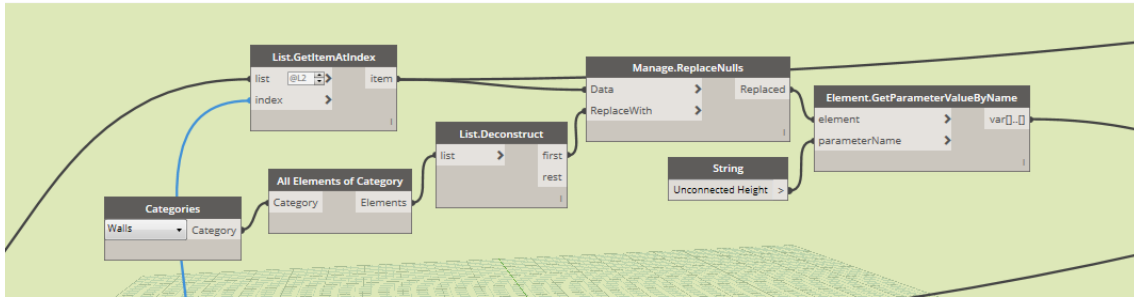 List.GetItemAtIndex
list @L2 > item
index >
Manage.ReplaceNulls
Data > Replaced
ReplaceWith >
Element.GetParameterValueByName
element > var[]..[]
parameterName >
List.Deconstruct
list > first
rest
String
Unconnected Height >
All Elements of Category
Category Elements
Categories
Walls Category